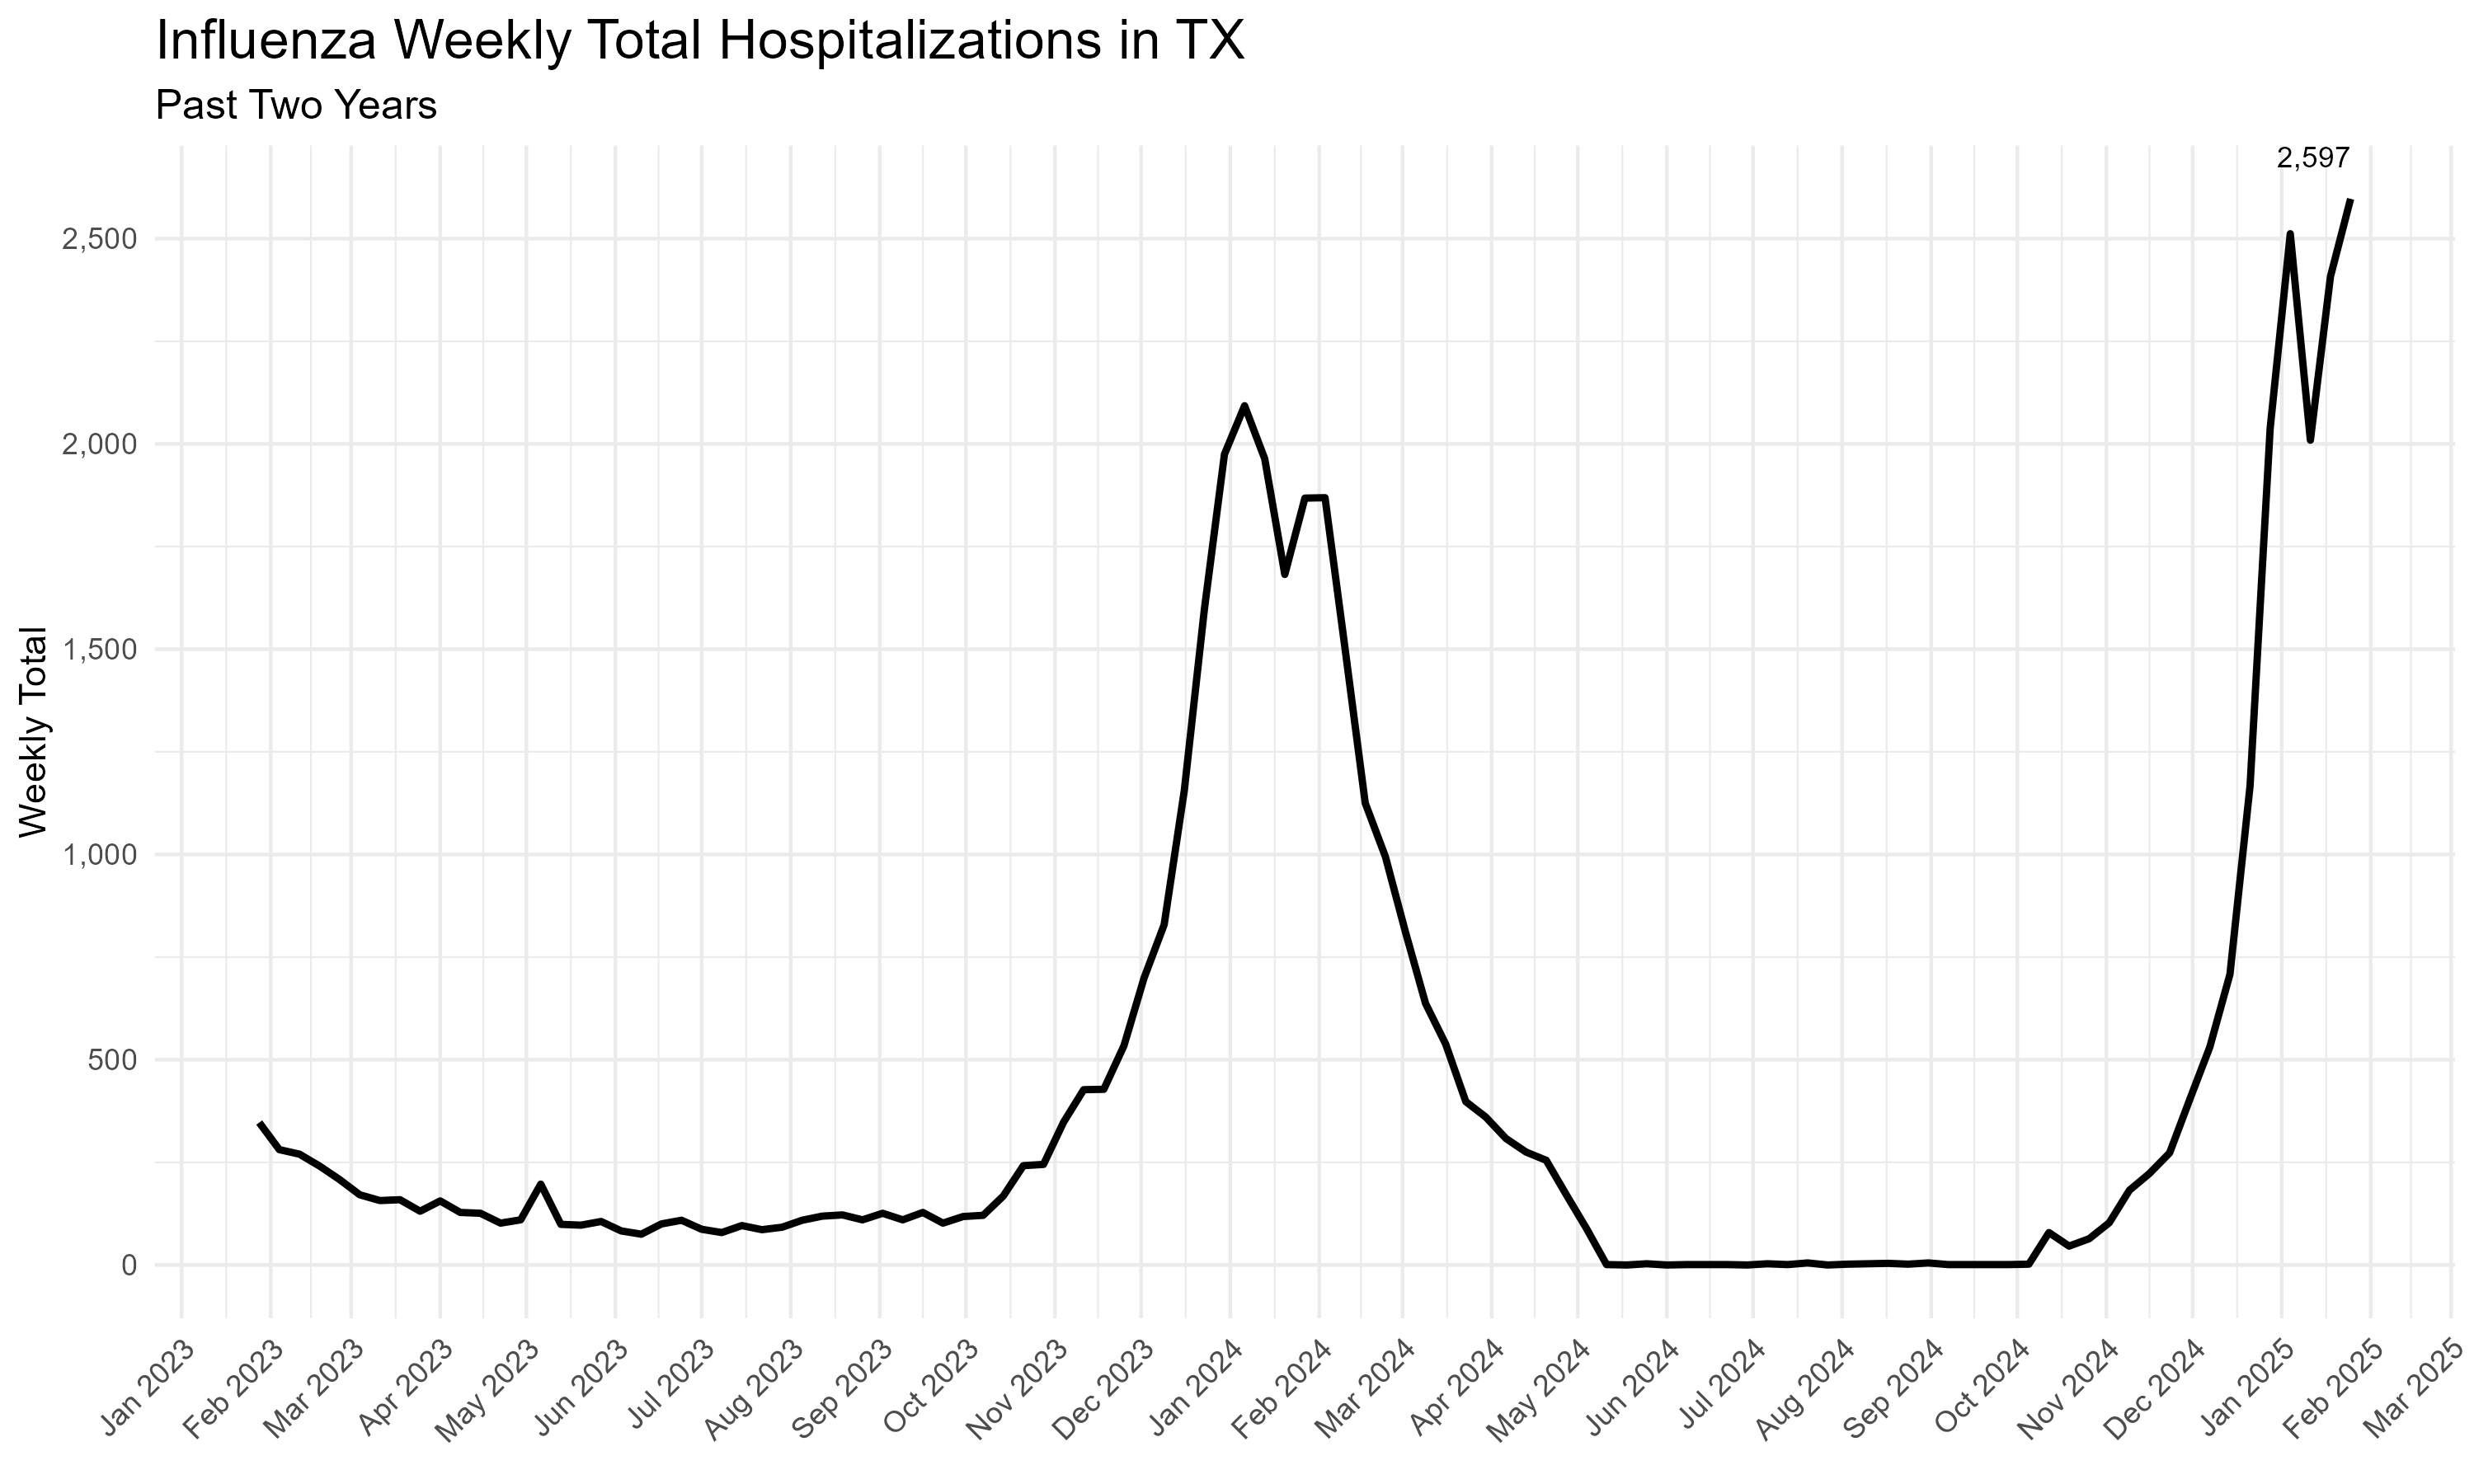 Influenza Weekly Total Hospitalizations in TX
Past Two Years
2,597
2,500
2,000
1,500
1,000
500
0
Weekly Total
Jan 2023
Feb 2023
Mar 2023
Apr 2023
May 2023
Jun 2023
Jul 2023
Aug 2023
Sep 2023
Oct 2023
Nov 2023
Dec 2023
Jan 2024
Feb 2024
Mar 2024
Apr 2024
May 2024
Jun 2024
Jul 2024
Aug 2024
Sep 2024
Oct 2024
Nov 2024
Dec 2024
Jan 2025
Feb 2025
Mar 2025